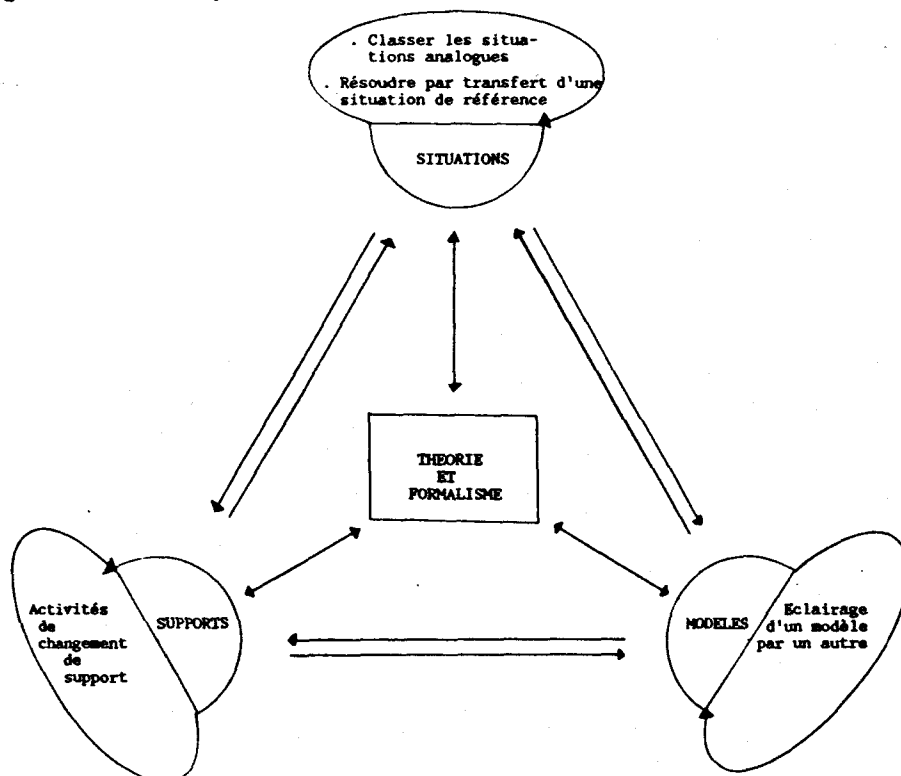 . Classer les situa-
tions analogues
. Résoudre par transfert d'une
situation de référence
SITUATIONS
THEORIE
ET
FORMALISME
Activités
de
changement
de
support
SUPPORTS
MODELES
Eclairage
d'un modèle
par un autre